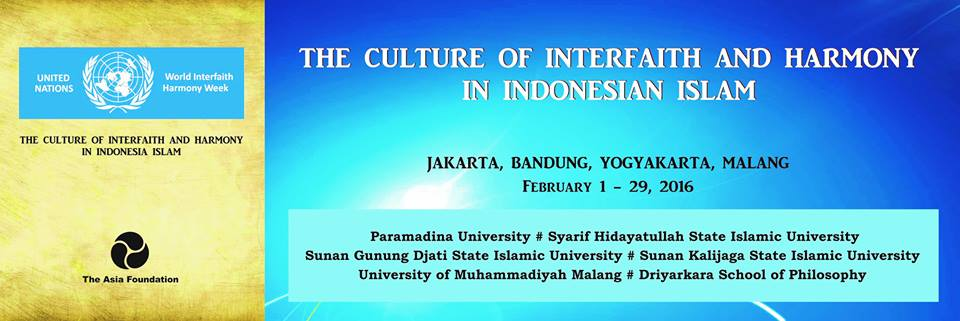 UNITED
NATIONS
World Interfaith
Harmony Week
THE CULTURE OF INTERFAITH AND HARMONY
IN INDONESIA ISLAM
The Asia Foundation
THE CULTURE OF INTERFAITH AND HARMONY
IN INDONESIAN ISLAM
JAKARTA, BANDUNG, YOGYAKARTA, MALANG
FEBRUARY 1 – 29, 2016
Paramadina University # Syarif Hidayatullah State Islamic University
Sunan Gunung Djati State Islamic University # Sunan Kalijaga State Islamic University
University of Muhammadiyah Malang # Driyarkara School of Philosophy